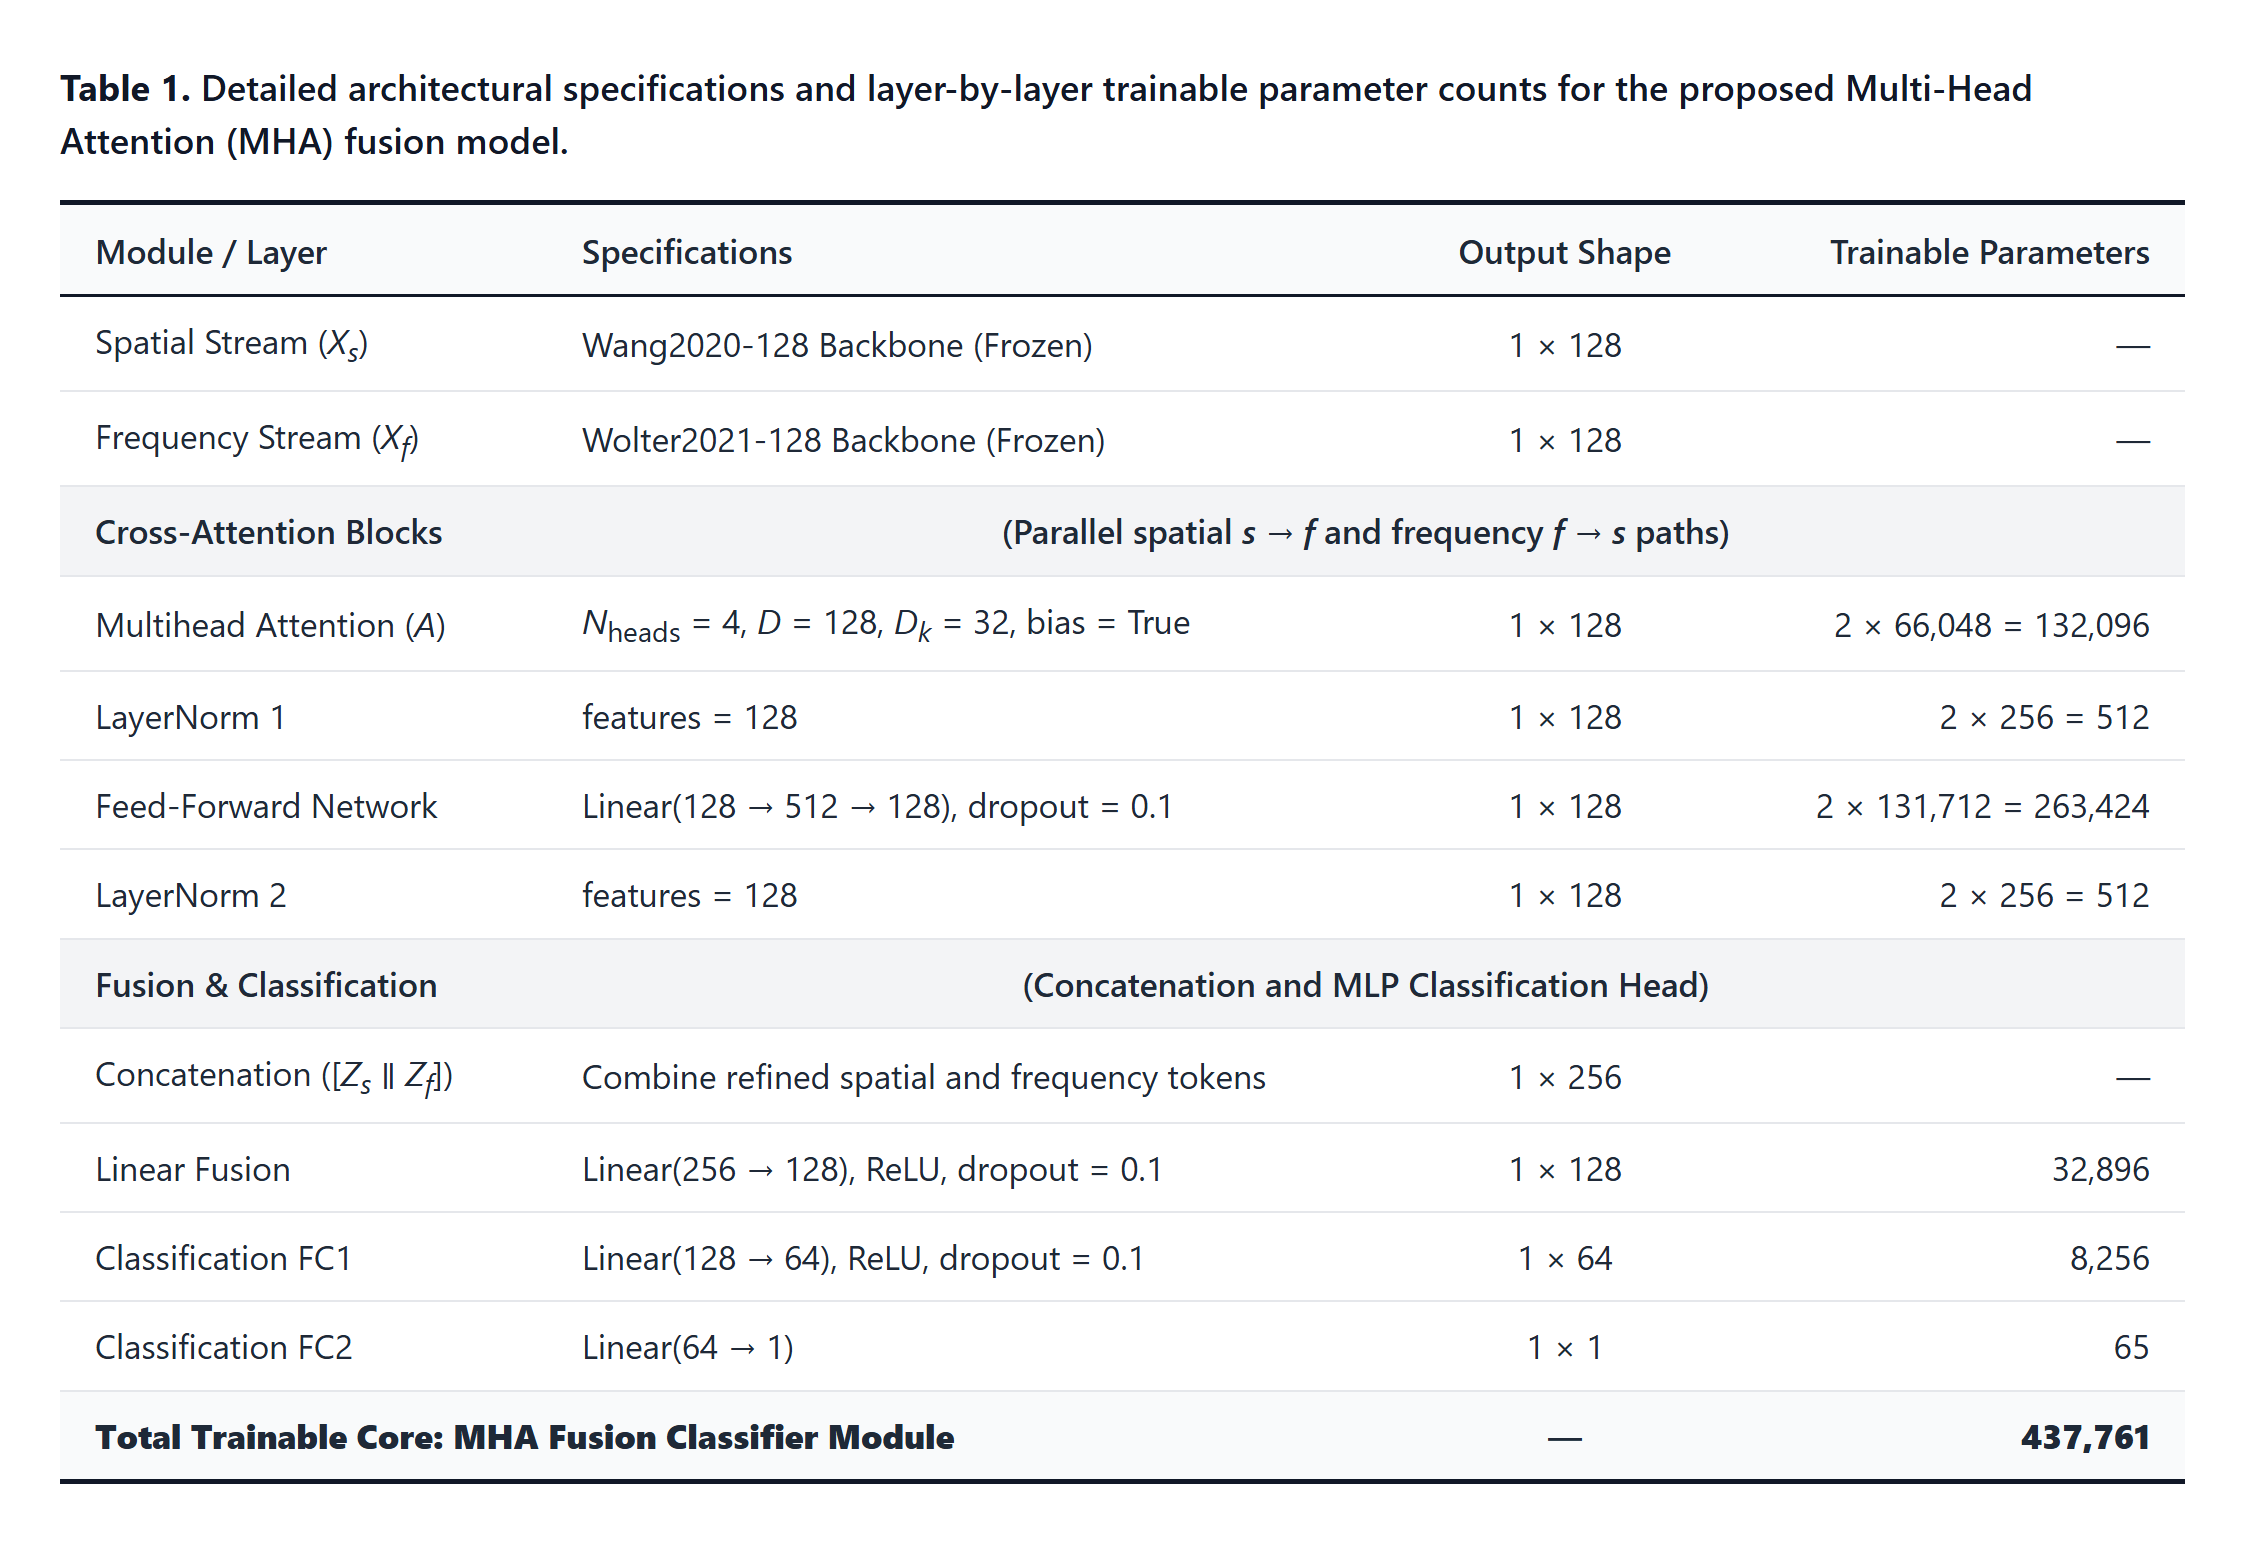 Table 1. Detailed architectural specifications and layer-by-layer trainable parameter counts for the proposed Multi-Head
Attention (MHA) fusion model.
Module / Layer Specifications Output Shape Trainable Parameters
Spatial Stream (Xs) Wang2020-128 Backbone (Frozen) 1 × 128 —
Frequency Stream (Xf) Wolter2021-128 Backbone (Frozen) 1 × 128 —
Cross-Attention Blocks (Parallel spatial s → f and frequency f → s paths)
Multihead Attention (A) Nheads = 4, D = 128, Dk = 32, bias = True 1 × 128 2 × 66,048 = 132,096
LayerNorm 1 features = 128 1 × 128 2 × 256 = 512
Feed-Forward Network Linear(128 → 512 → 128), dropout = 0.1 1 × 128 2 × 131,712 = 263,424
LayerNorm 2 features = 128 1 × 128 2 × 256 = 512
Fusion & Classification (Concatenation and MLP Classification Head)
Concatenation ([Zs ∥ Zf]) Combine refined spatial and frequency tokens 1 × 256 —
Linear Fusion Linear(256 → 128), ReLU, dropout = 0.1 1 × 128 32,896
Classification FC1 Linear(128 → 64), ReLU, dropout = 0.1 1 × 64 8,256
Classification FC2 Linear(64 → 1) 1 × 1 65
Total Trainable Core: MHA Fusion Classifier Module — 437,761